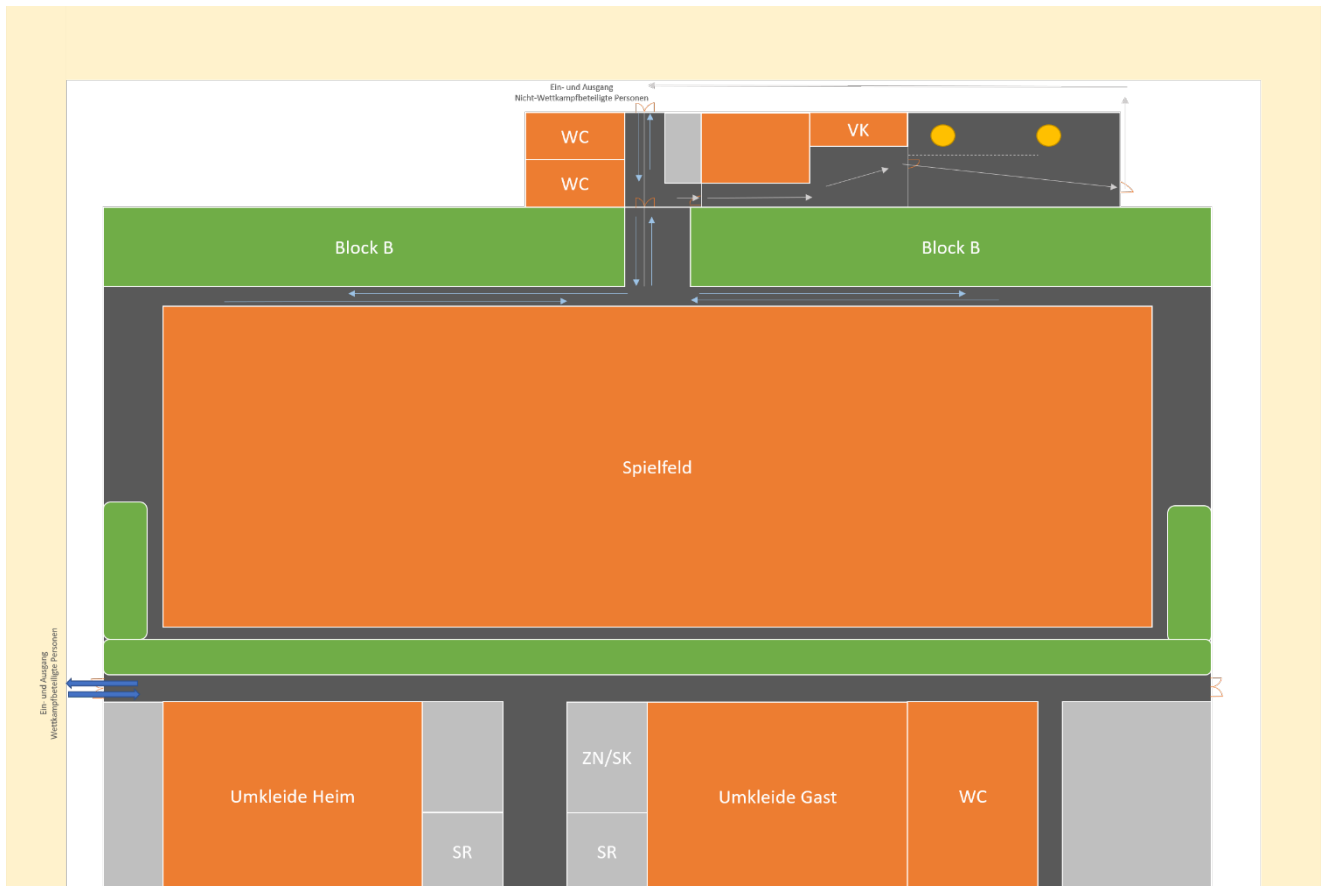 Ein- und Ausgang
Nicht-Wettkampfbeteiligte Personen
WC
VK
WC
Block B
Block B
Spielfeld
Ein- und Ausgang
Wettkampfbeteiligte Personen
ZN/SK
Umkleide Heim
Umkleide Gast
WC
SR
SR